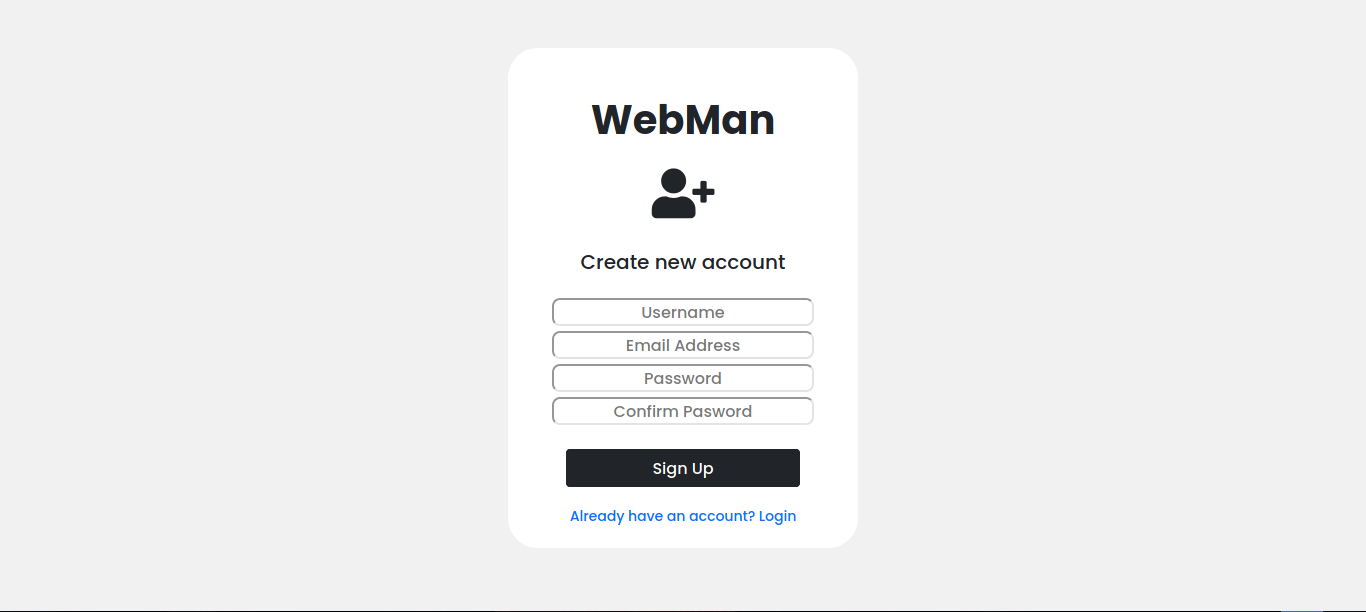 WebMan
Create new account
Username
Email Address
Password
Confirm Pasword
Sign Up
Already have an account? Login